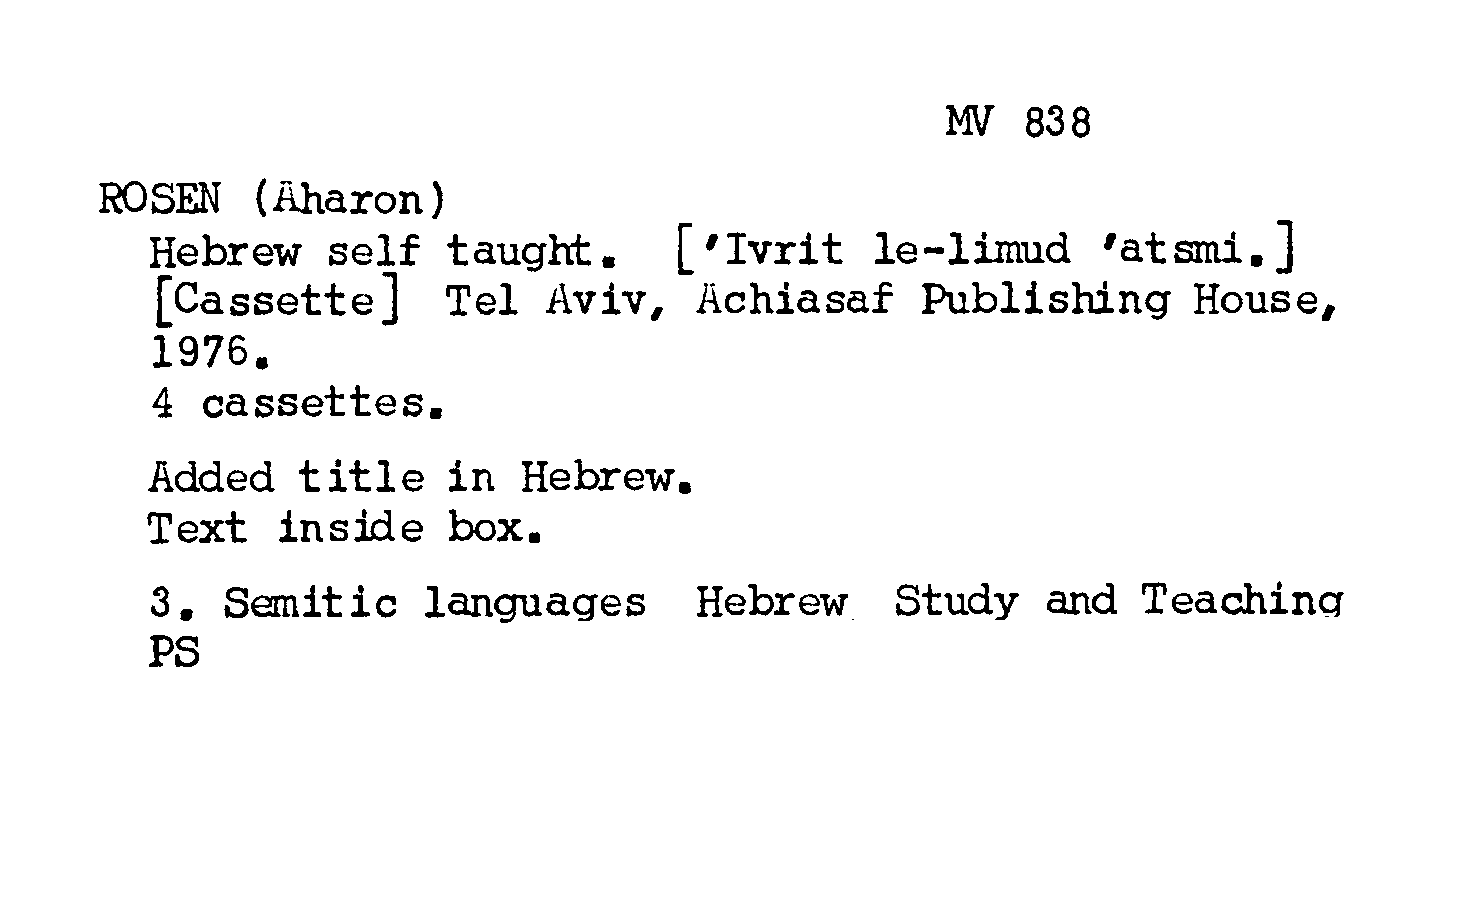 MV 838
ROSEN (Aharon)
Hebrew self taught. ['Ivrit le-limud 'atsmi.]
[Cassette] Tel Aviv, Achiasaf Publishing House,
1976.
4 cassettes.
Added title in Hebrew.
Text inside box.
3. Semitic languages Hebrew Study and Teaching
PS